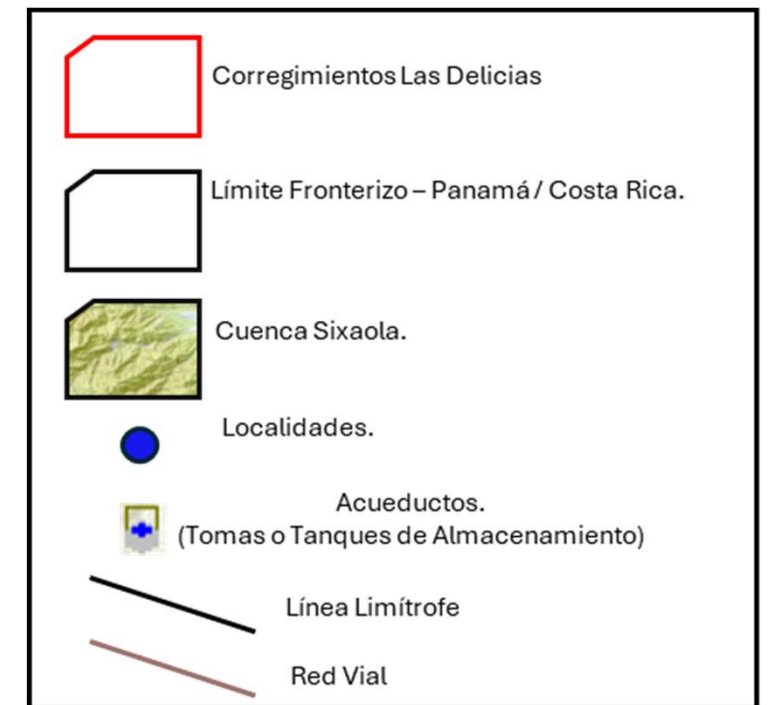 Corregimientos Las Delicias
Límite Fronterizo – Panamá / Costa Rica.
Cuenca Sixaola.
Localidades.
Acueductos.
(Tomas o Tanques de Almacenamiento)
Línea Limítrofe
Red Vial